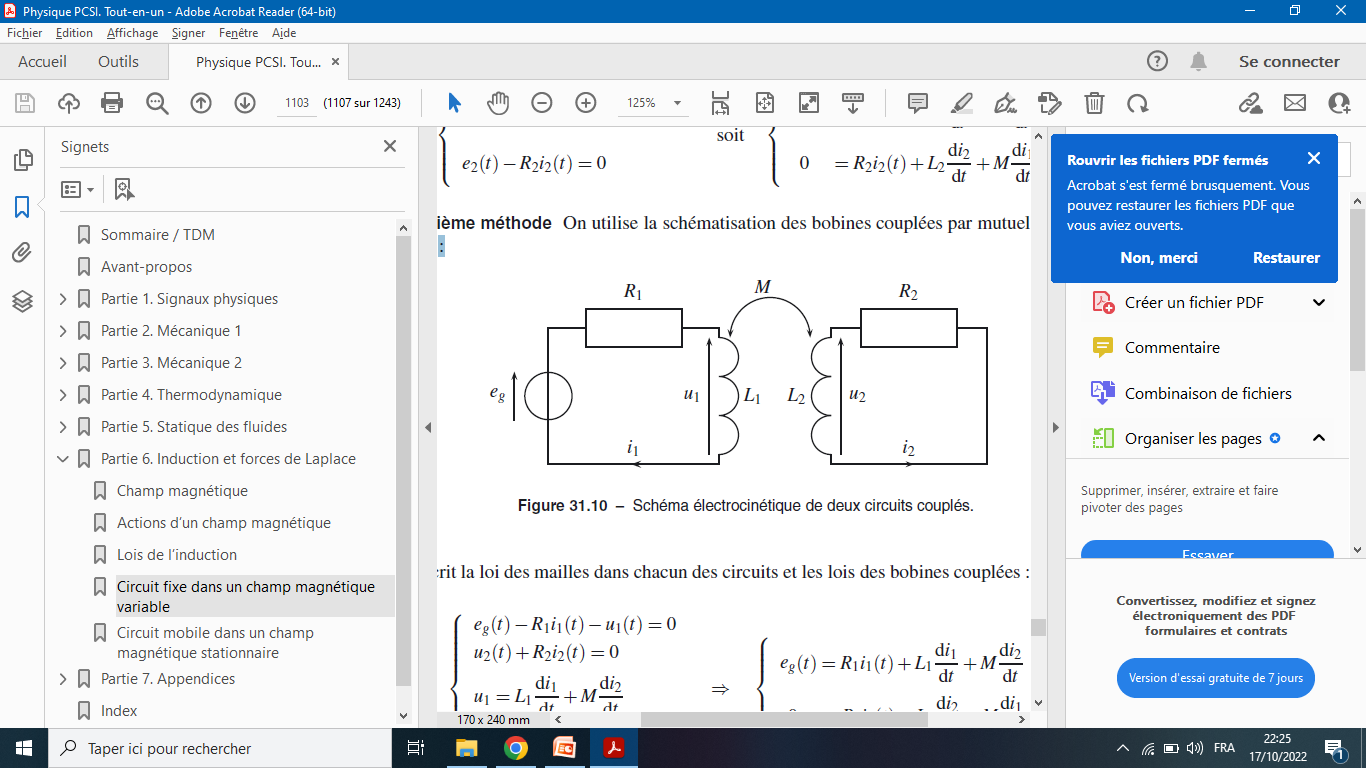 Physique PCSI. Tout-en-un - Adobe Acrobat Reader (64-bit)
Fichier Edition Affichage Signer Fenêtre Aide
Accueil Outils Physique PCSI. Tou... × Se connecter
1103 (1107 sur 1243) 125%
Signets
Sommaire / TDM
Avant-propos
Partie 1. Signaux physiques
Partie 2. Mécanique 1
Partie 3. Mécanique 2
Partie 4. Thermodynamique
Partie 5. Statique des fluides
Partie 6. Induction et forces de Laplace
Champ magnétique
Actions d'un champ magnétique
Lois de l'induction
Circuit fixe dans un champ magnétique
variable
Circuit mobile dans un champ
magnétique stationnaire
Partie 7. Appendices
Index
soit
e₂(t) − R₂i₂(t) = 0
0 = R₂i₂(t) + L₂ di₂/dt + M di₁/dt
ième méthode On utilise la schématisation des bobines couplées par mutuel
:
R₁ M R₂
e_g u₁ L₁ L₂ u₂
i₁ i₂
Figure 31.10 – Schéma électrocinétique de deux circuits couplés.
crit la loi des mailles dans chacun des circuits et les lois des bobines couplées :
e_g(t) − R₁i₁(t) − u₁(t) = 0
u₂(t) + R₂i₂(t) = 0
u₁ = L₁ di₁/dt + M di₂/dt
⇒
e_g(t) = R₁i₁(t) + L₁ di₁/dt + M di₂/dt
di₂ di₁
170 x 240 mm
Rouvrir les fichiers PDF fermés
Acrobat s'est fermé brusquement. Vous
pouvez restaurer les fichiers PDF que
vous aviez ouverts.
Non, merci Restaurer
Créer un fichier PDF
Commentaire
Combinaison de fichiers
Organiser les pages
Supprimer, insérer, extraire et faire
pivoter des pages
Essayer
Convertissez, modifiez et signez
électroniquement des PDF
formulaires et contrats
Version d'essai gratuite de 7 jours
Taper ici pour rechercher
FRA
22:25
17/10/2022
1